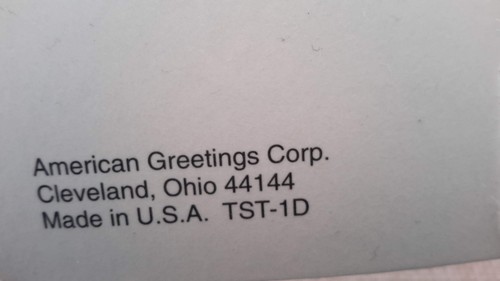 American Greetings Corp.
Cleveland, Ohio 44144
Made in U.S.A. TST-1D